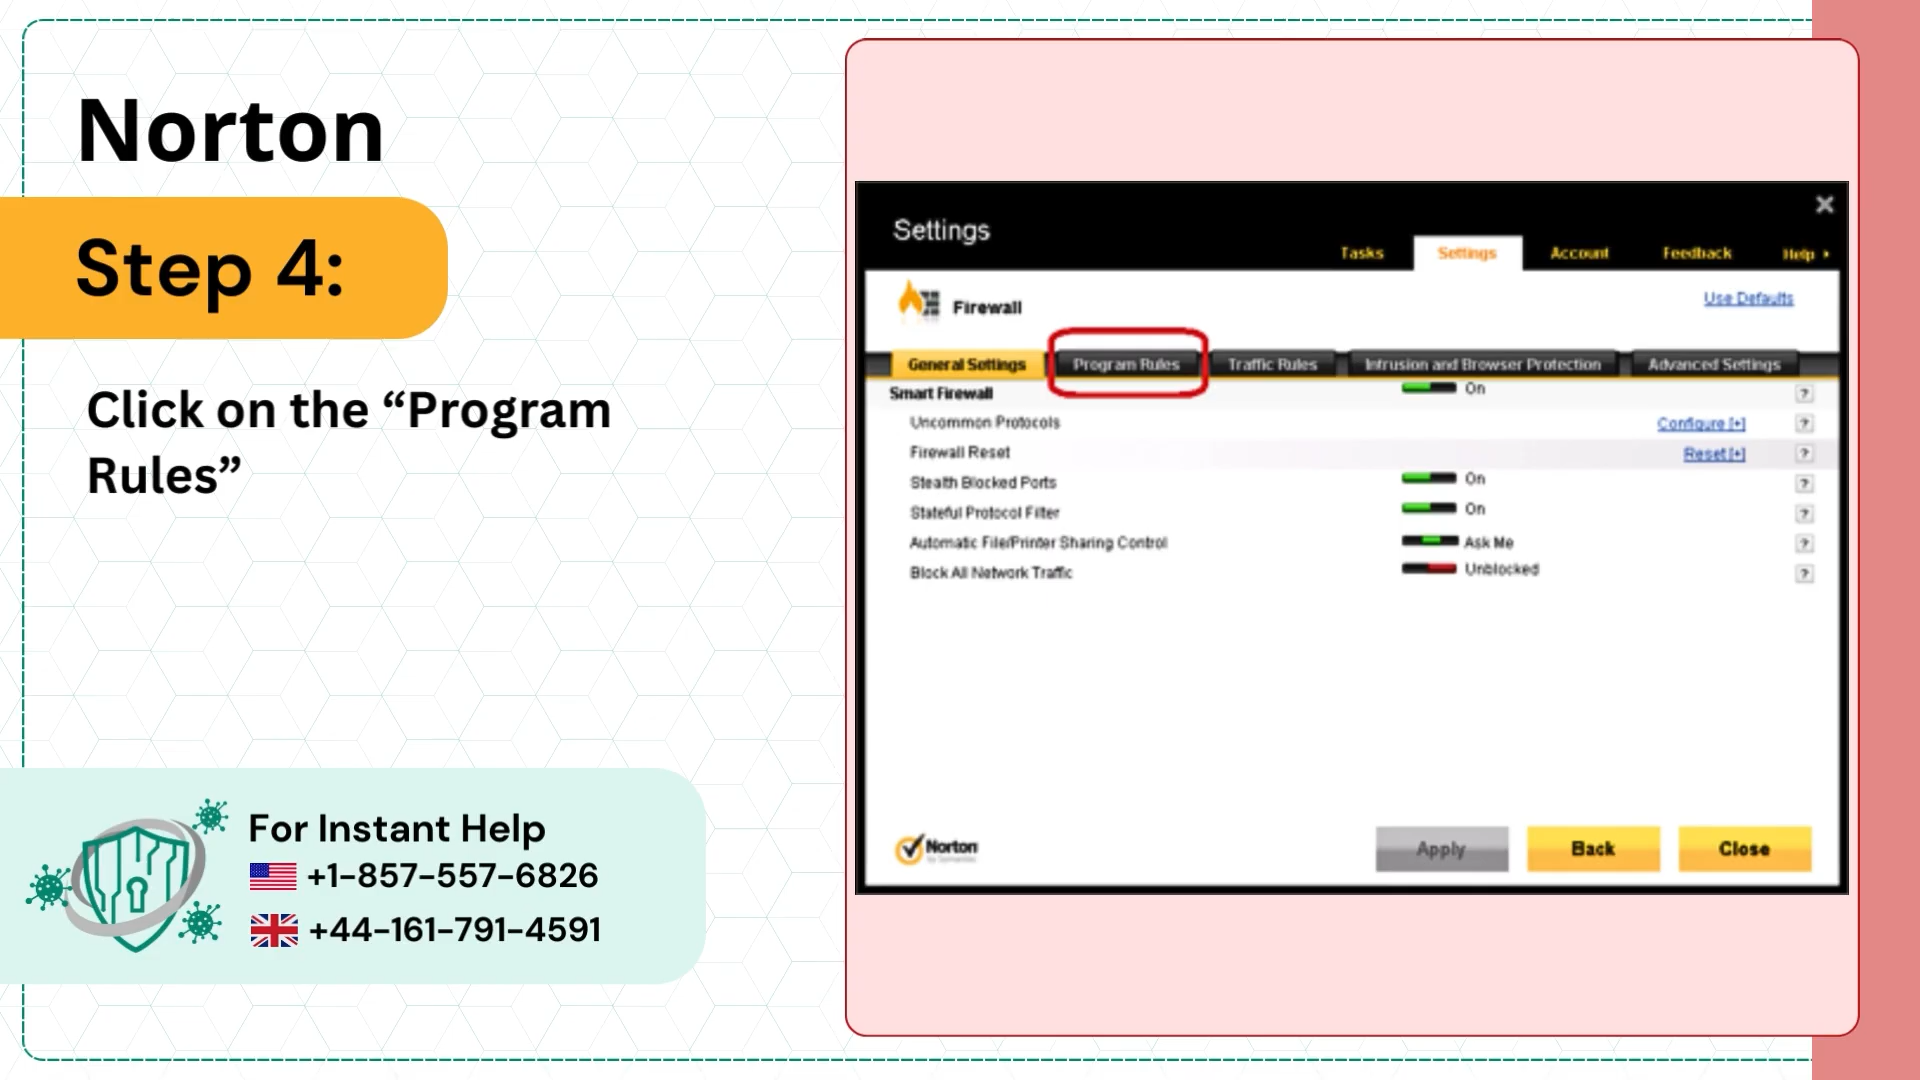 Norton
Step 4:
Click on the “Program
Rules”
For Instant Help
+1-857-557-6826
+44-161-791-4591
Settings
Tasks Settings Account Feedback Help
Firewall
Use Defaults
General Settings Program Rules Traffic Rules Intrusion and Browser Protection Advanced Settings
Smart Firewall On ?
Uncommon Protocols Configure [+] ?
Firewall Reset Reset [+] ?
Stealth Blocked Ports On ?
Stateful Protocol Filter On ?
Automatic File/Printer Sharing Control Ask Me ?
Block All Network Traffic Unblocked ?
Norton
by Symantec
Apply Back Close